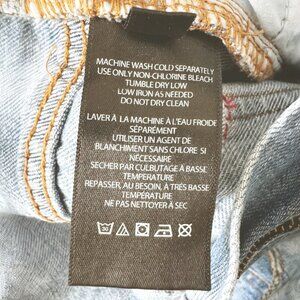 MACHINE WASH COLD SEPARATELY
USE ONLY NON-CHLORINE BLEACH
TUMBLE DRY LOW
LOW IRON AS NEEDED
DO NOT DRY CLEAN
LAVER À LA MACHINE À L'EAU FROIDE
SÉPARÉMENT
UTILISER UN AGENT DE
BLANCHIMENT SANS CHLORE SI
NÉCESSAIRE
SÉCHER PAR CULBUTAGE À BASSE
TEMPERATURE
REPASSER, AU BESOIN, À TRÈS BASSE
TEMPÉRATURE
NE PAS NETTOYER À SEC
30